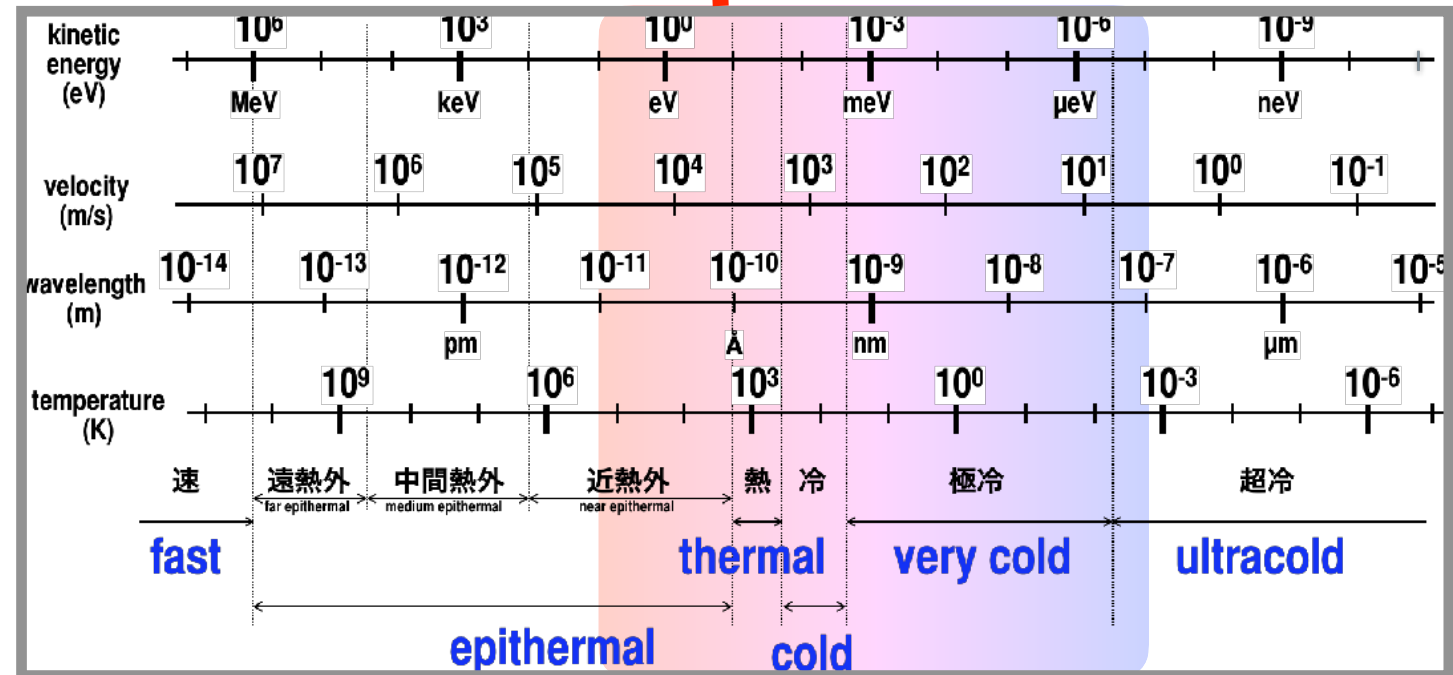 kinetic energy (eV)
10⁶ 10³ 10⁰ 10⁻³ 10⁻⁶ 10⁻⁹
MeV keV eV meV µeV neV
velocity (m/s)
10⁷ 10⁶ 10⁵ 10⁴ 10³ 10² 10¹ 10⁰ 10⁻¹
wavelength (m)
10⁻¹⁴ 10⁻¹³ 10⁻¹² 10⁻¹¹ 10⁻¹⁰ 10⁻⁹ 10⁻⁸ 10⁻⁷ 10⁻⁶ 10⁻⁵
pm Å nm µm
temperature (K)
10⁹ 10⁶ 10³ 10⁰ 10⁻³ 10⁻⁶
速 遠熱外 中間熱外 近熱外 熱 冷 極冷 超冷
far epithermal medium epithermal near epithermal
fast thermal very cold ultracold
epithermal cold